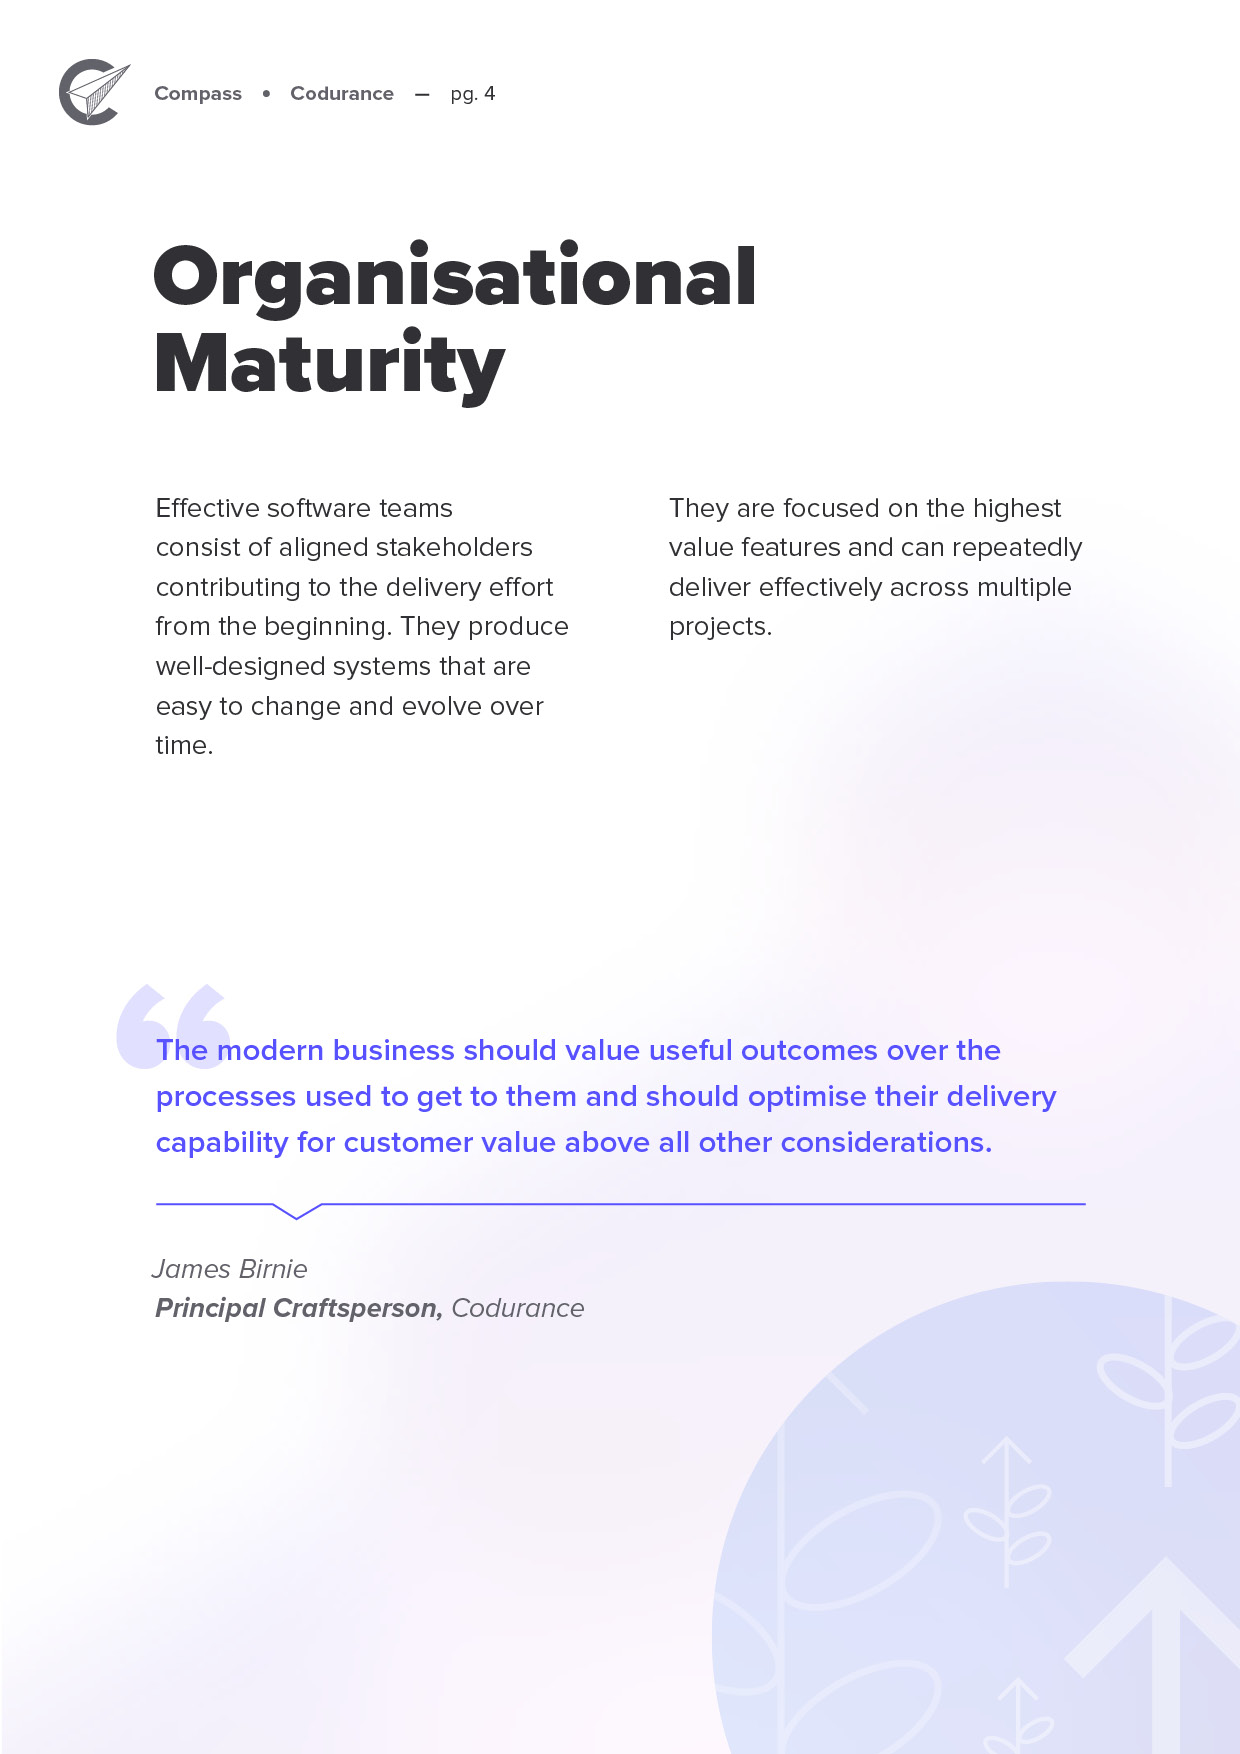 Compass • Codurance – pg. 4
Organisational
Maturity
Effective software teams
consist of aligned stakeholders
contributing to the delivery effort
from the beginning. They produce
well-designed systems that are
easy to change and evolve over
time.
They are focused on the highest
value features and can repeatedly
deliver effectively across multiple
projects.
“
The modern business should value useful outcomes over the
processes used to get to them and should optimise their delivery
capability for customer value above all other considerations.
James Birnie
Principal Craftsperson, Codurance